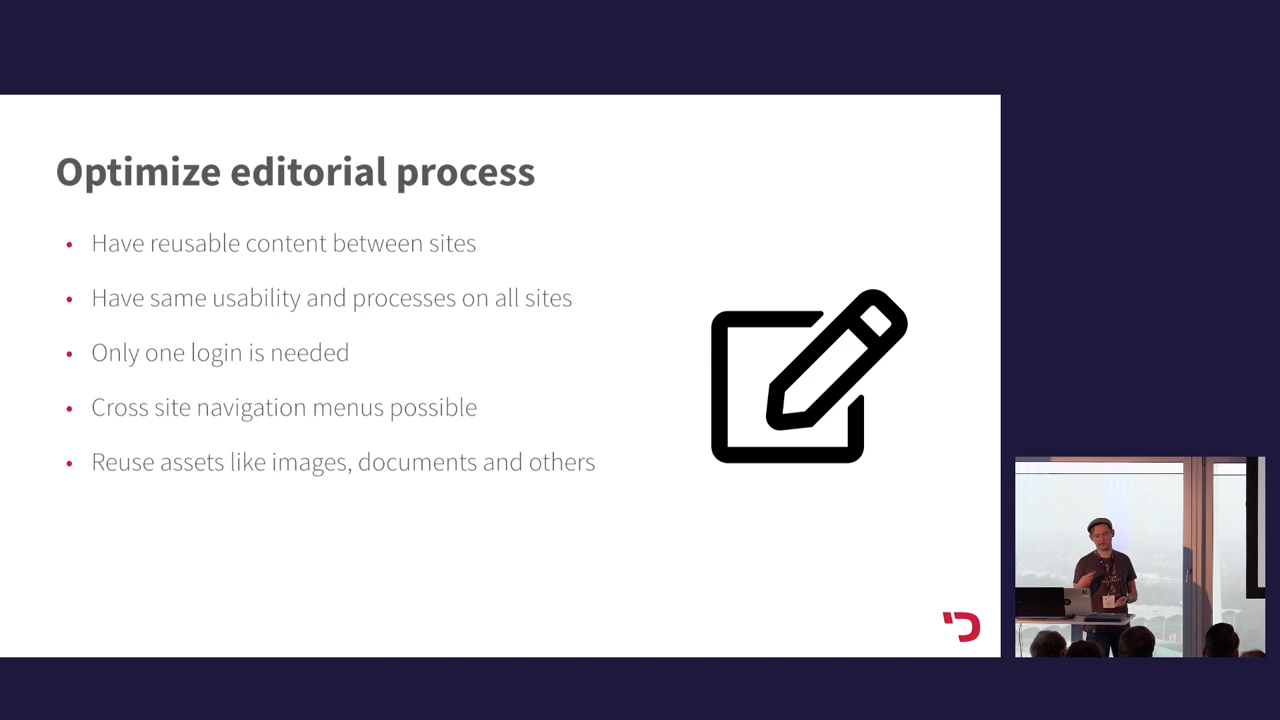 Optimize editorial process
• Have reusable content between sites
• Have same usability and processes on all sites
• Only one login is needed
• Cross site navigation menus possible
• Reuse assets like images, documents and others